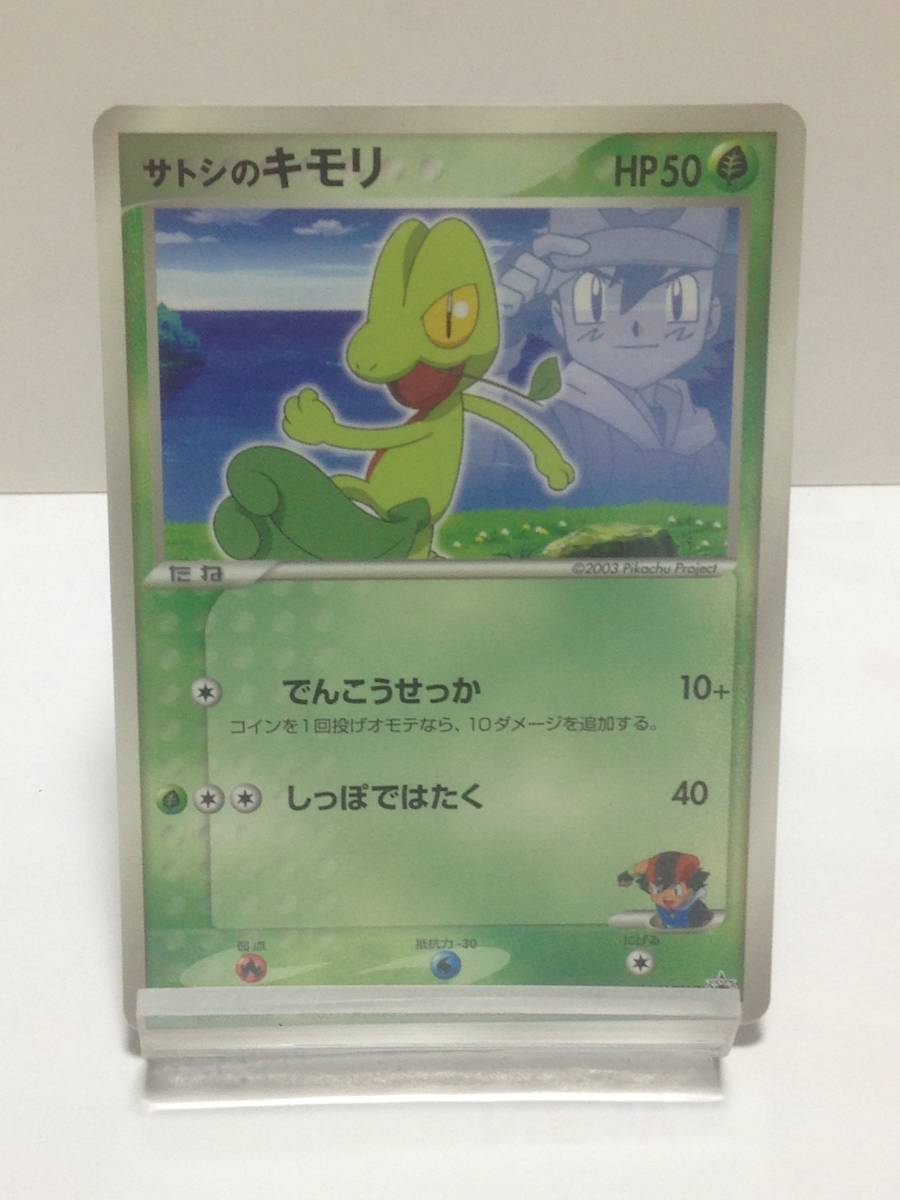 サトシのキモリ HP50
たね ©2003 Pikachu Project
でんこうせっか 10+
コインを1回投げオモテなら、10ダメージを追加する。
しっぽではたく 40
弱点 抵抗力 -30 にげる